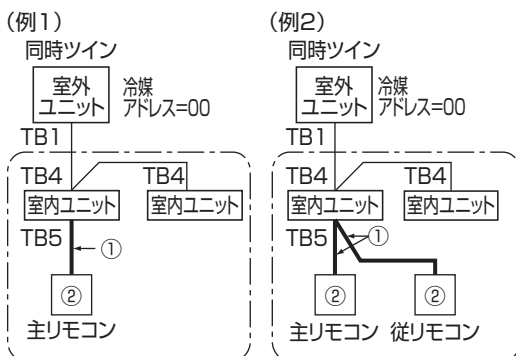 (例1)
同時ツイン
室外
ユニット
冷媒
アドレス=00
TB1
TB4
TB4
室内ユニット
室内ユニット
TB5
①
②
主リモコン
(例2)
同時ツイン
室外
ユニット
冷媒
アドレス=00
TB1
TB4
TB4
室内ユニット
室内ユニット
TB5
①
②
②
主リモコン
従リモコン